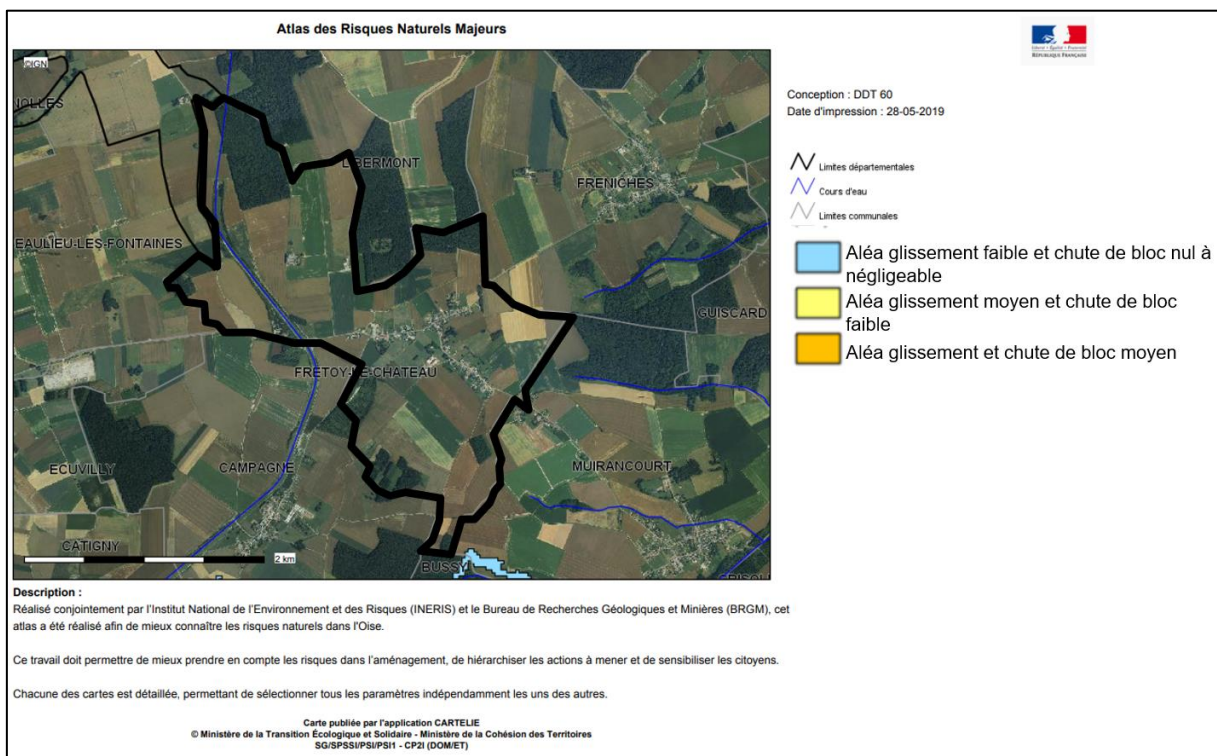 Atlas des Risques Naturels Majeurs
©IGN
Liberté • Égalité • Fraternité
RÉPUBLIQUE FRANÇAISE
Conception : DDT 60
Date d'impression : 28-05-2019
Limites départementales
Cours d'eau
Limites communales
Aléa glissement faible et chute de bloc nul à
négligeable
Aléa glissement moyen et chute de bloc
faible
Aléa glissement et chute de bloc moyen
NOLLES
LIBERMONT
FRENICHES
EAULIEU-LES-FONTAINES
GUISCARD
FRETOY-LE-CHATEAU
ECUVILLY
CAMPAGNE
MUIRANCOURT
CATIGNY
2 km
BUSSY
GRISOL
Description :
Réalisé conjointement par l'Institut National de l'Environnement et des Risques (INERIS) et le Bureau de Recherches Géologiques et Minières (BRGM), cet
atlas a été réalisé afin de mieux connaître les risques naturels dans l'Oise.
Ce travail doit permettre de mieux prendre en compte les risques dans l'aménagement, de hiérarchiser les actions à mener et de sensibiliser les citoyens.
Chacune des cartes est détaillée, permettant de sélectionner tous les paramètres indépendamment les uns des autres.
Carte publiée par l'application CARTELIE
© Ministère de la Transition Écologique et Solidaire - Ministère de la Cohésion des Territoires
SG/SPSSI/PSI/PSI1 - CP2I (DOM/ET)